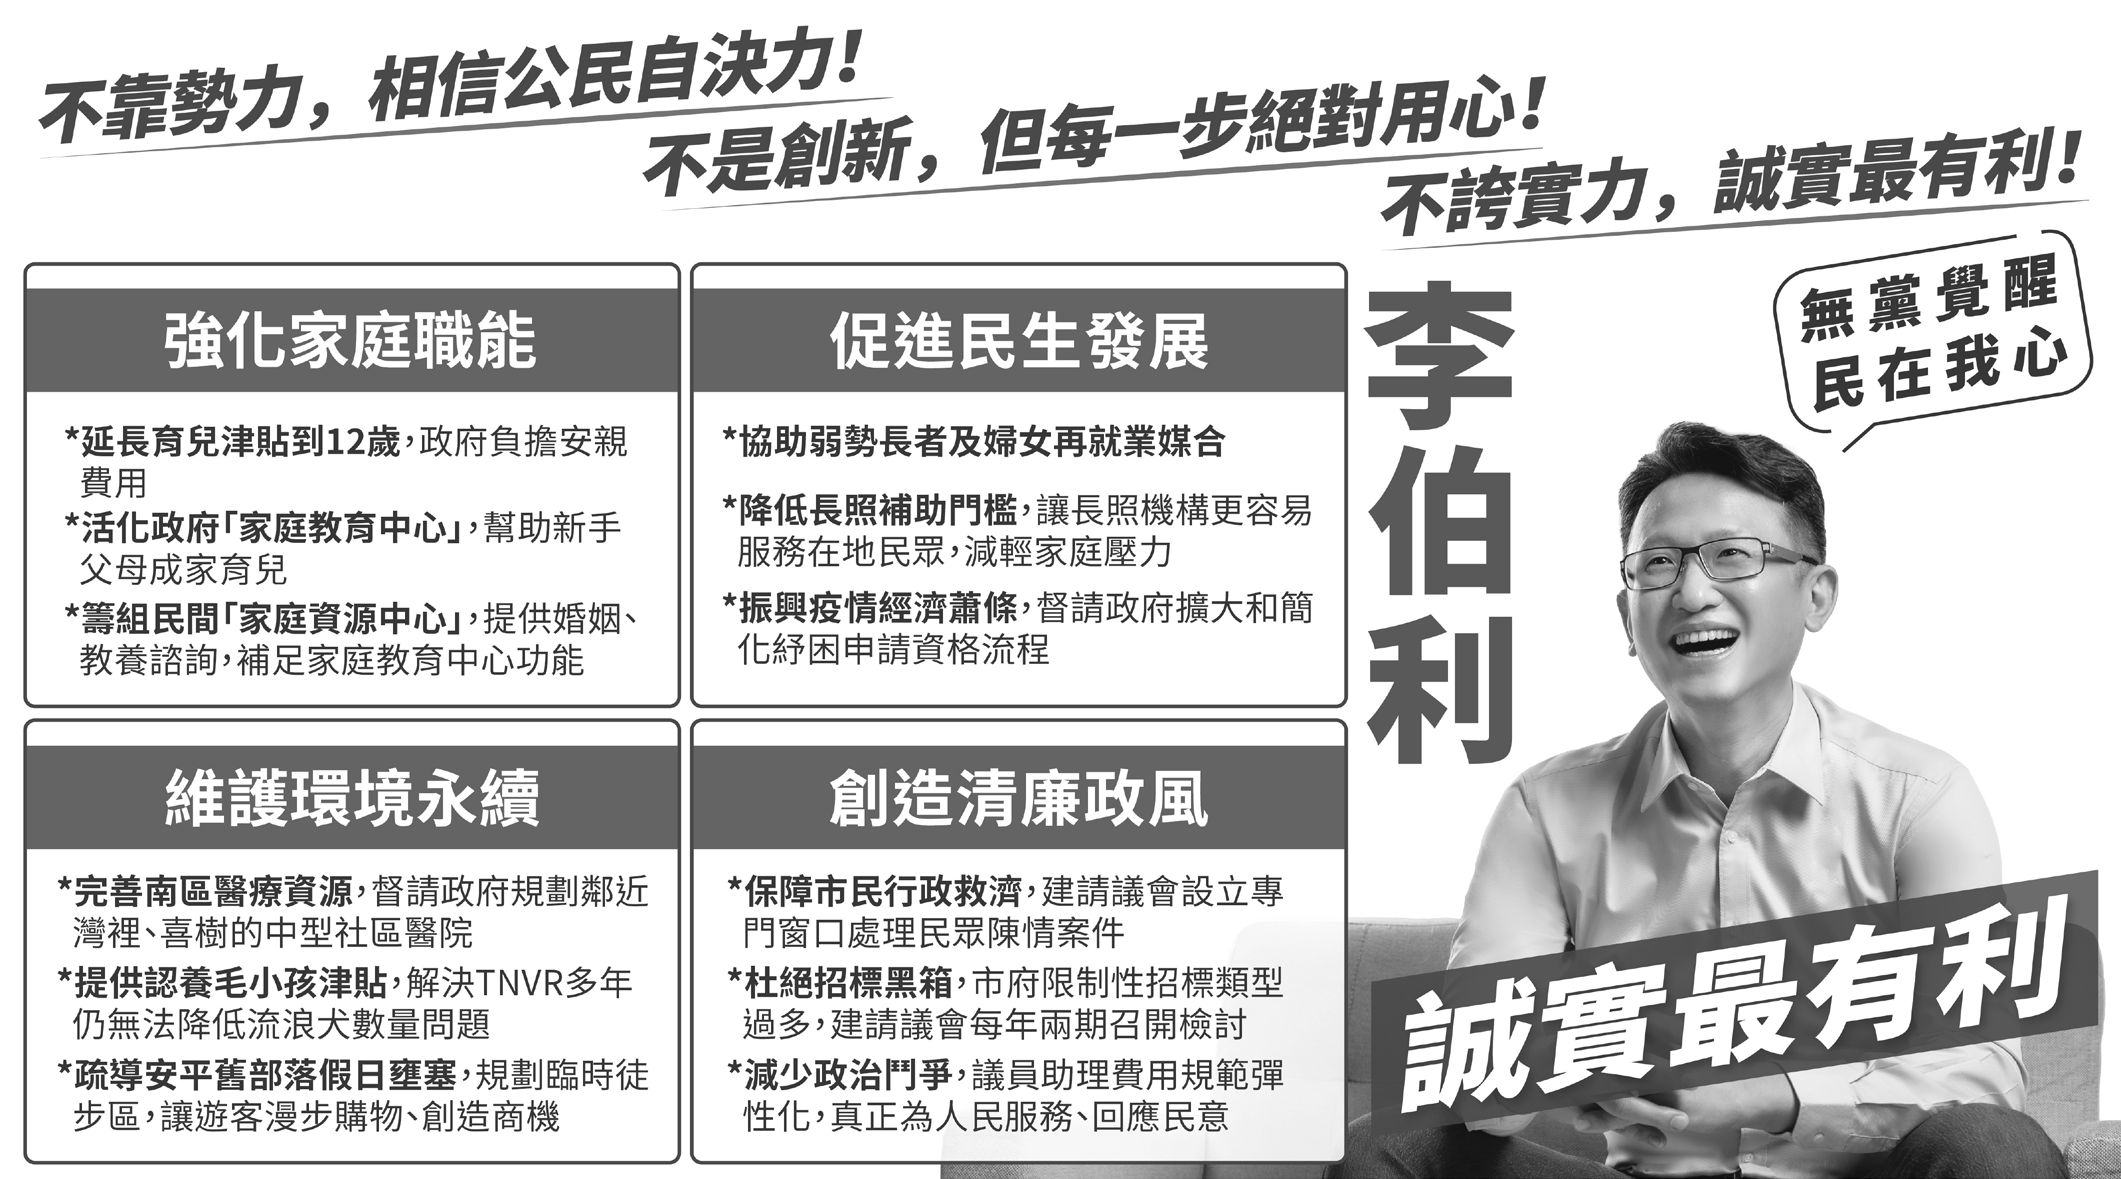 不靠勢力，相信公民自決力！
不是創新，但每一步絕對用心！
不誇實力，誠實最有利！
無黨覺醒
民在我心
李伯利
強化家庭職能
*延長育兒津貼到12歲，政府負擔安親
費用
*活化政府「家庭教育中心」，幫助新手
父母成家育兒
*籌組民間「家庭資源中心」，提供婚姻、
教養諮詢，補足家庭教育中心功能
促進民生發展
*協助弱勢長者及婦女再就業媒合
*降低長照補助門檻，讓長照機構更容易
服務在地民眾，減輕家庭壓力
*振興疫情經濟蕭條，督請政府擴大和簡
化紓困申請資格流程
維護環境永續
*完善南區醫療資源，督請政府規劃鄰近
灣裡、喜樹的中型社區醫院
*提供認養毛小孩津貼，解決TNVR多年
仍無法降低流浪犬數量問題
*疏導安平舊部落假日壅塞，規劃臨時徒
步區，讓遊客漫步購物、創造商機
創造清廉政風
*保障市民行政救濟，建請議會設立專
門窗口處理民眾陳情案件
*杜絕招標黑箱，市府限制性招標類型
過多，建請議會每年兩期召開檢討
*減少政治鬥爭，議員助理費用規範彈
性化，真正為人民服務、回應民意
誠實最有利